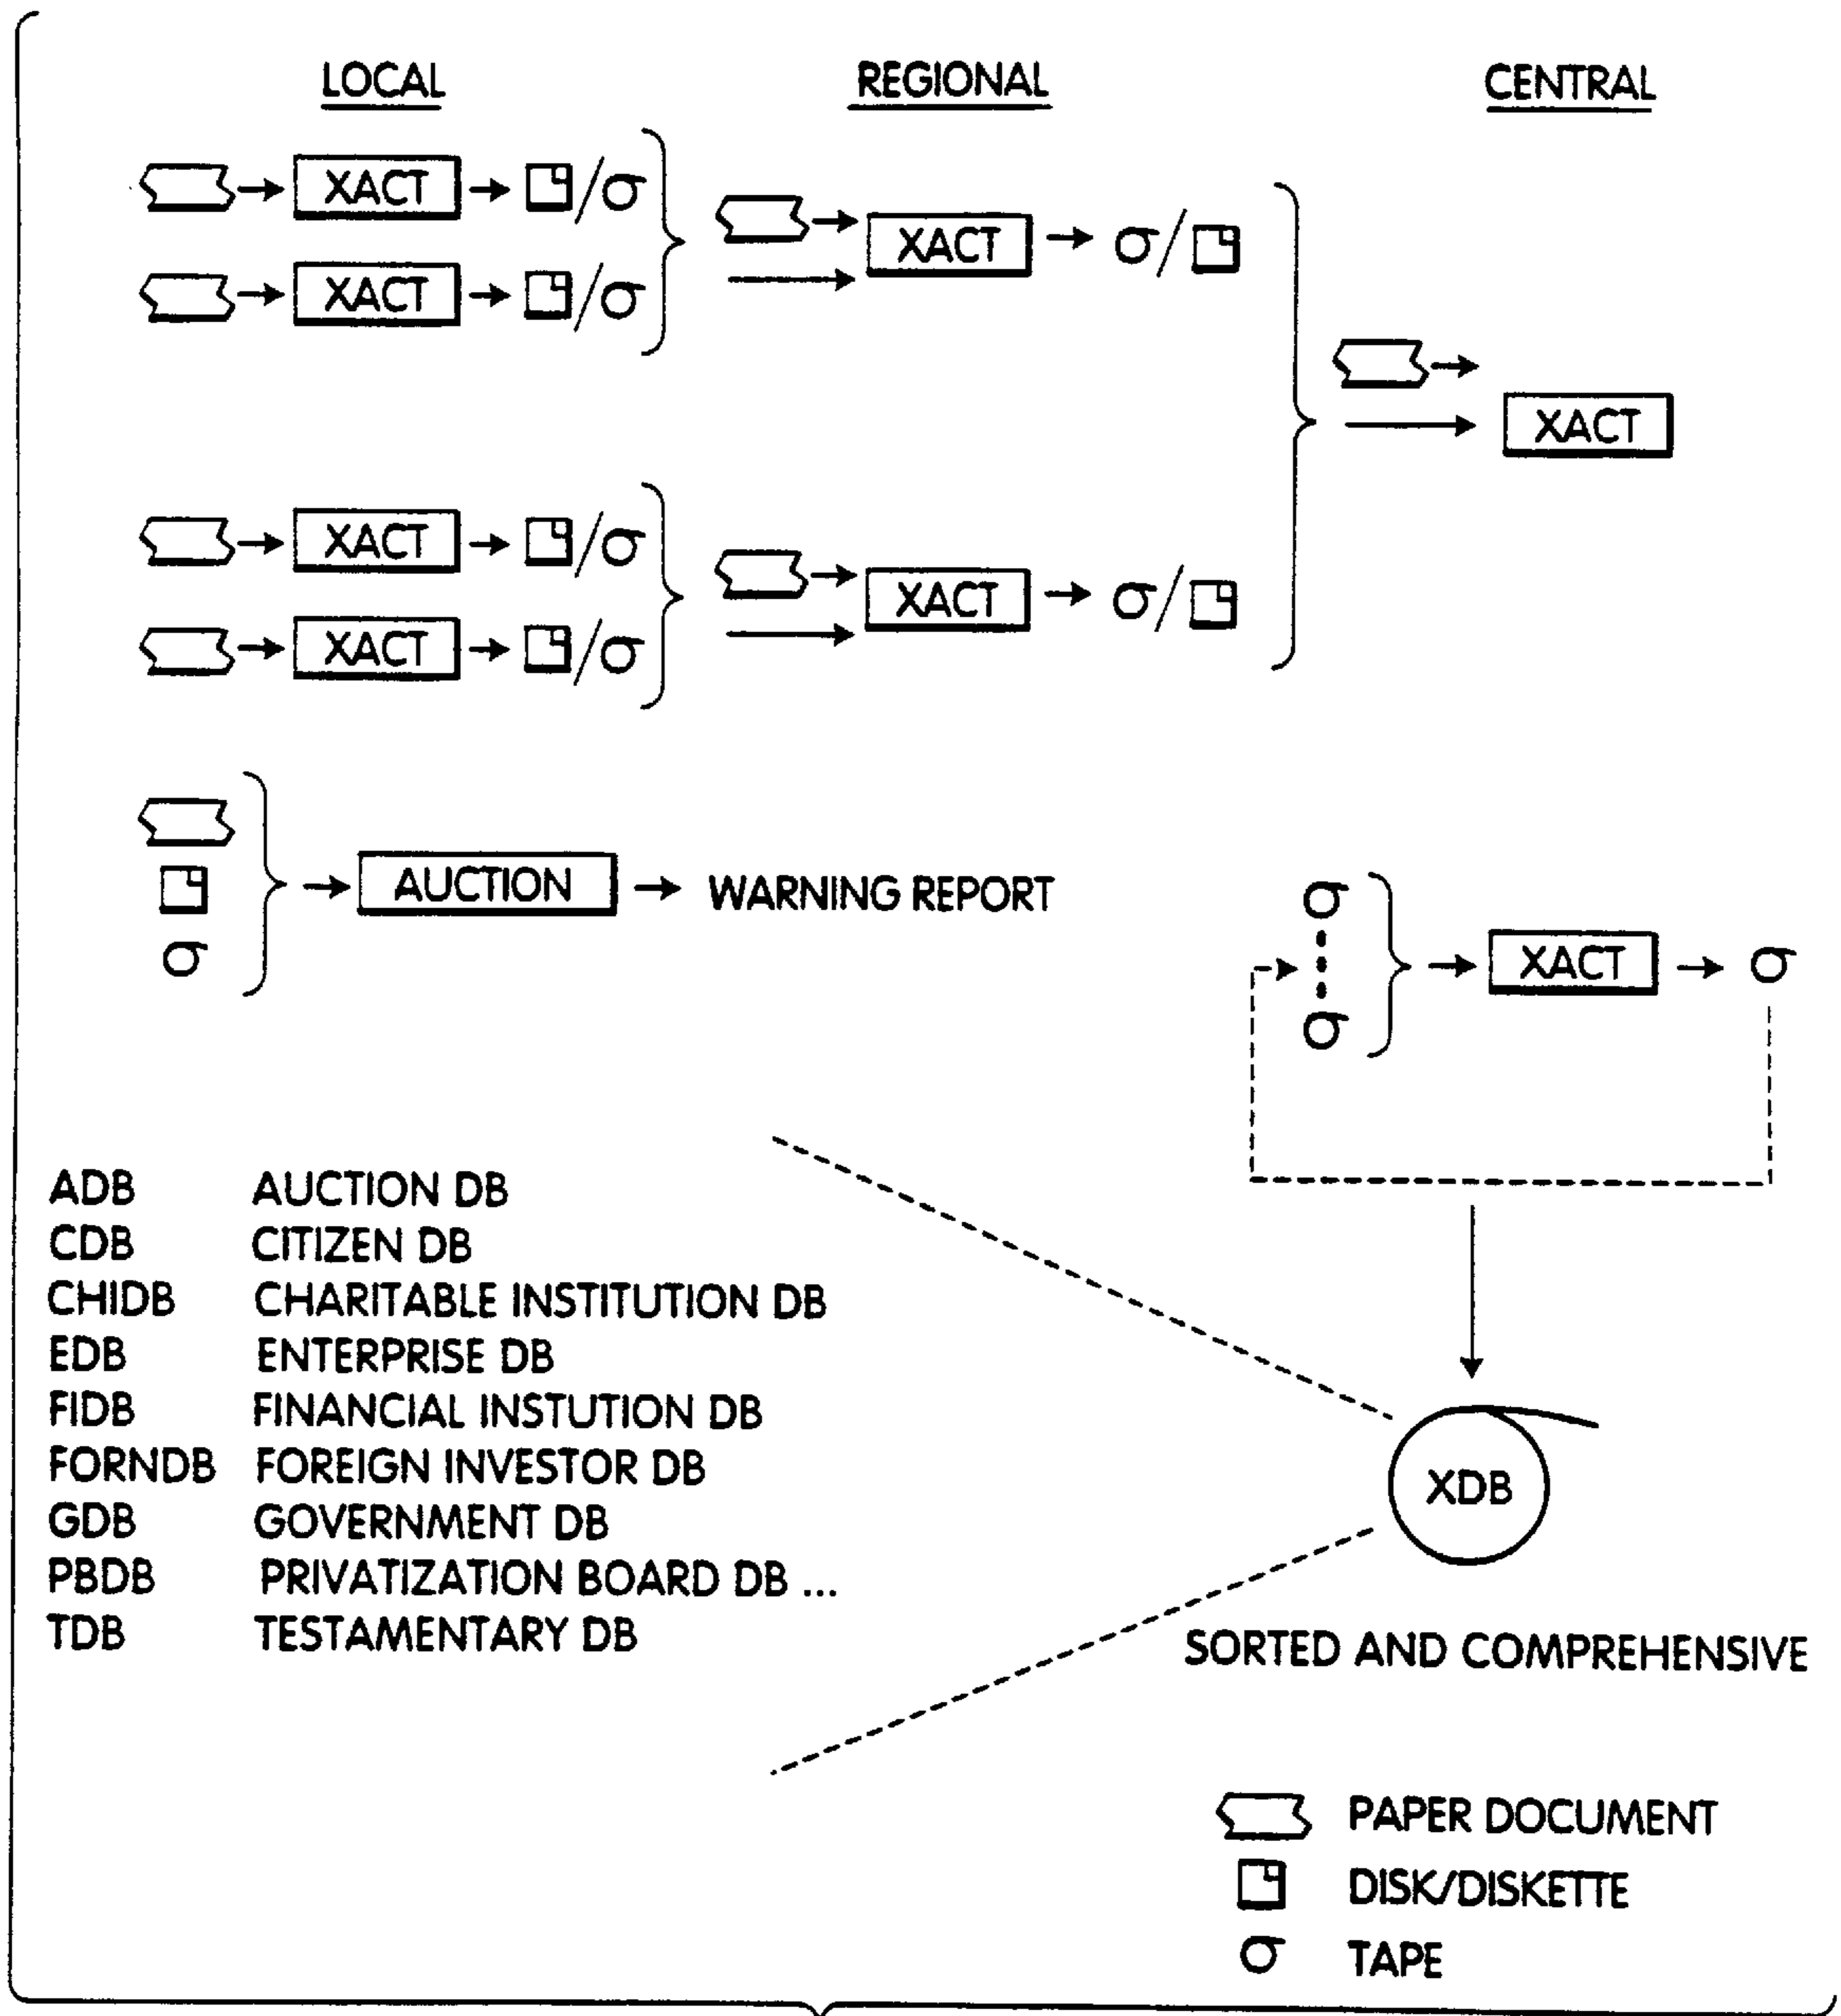 LOCAL REGIONAL CENTRAL
XACT
XACT
XACT
XACT
XACT
XACT
XACT
XACT
XACT
AUCTION WARNING REPORT
XACT
ADB AUCTION DB
CDB CITIZEN DB
CHIDB CHARITABLE INSTITUTION DB
EDB ENTERPRISE DB
FIDB FINANCIAL INSTUTION DB
FORNDB FOREIGN INVESTOR DB
GDB GOVERNMENT DB
PBDB PRIVATIZATION BOARD DB ...
TDB TESTAMENTARY DB
XDB
SORTED AND COMPREHENSIVE
PAPER DOCUMENT
DISK/DISKETTE
TAPE